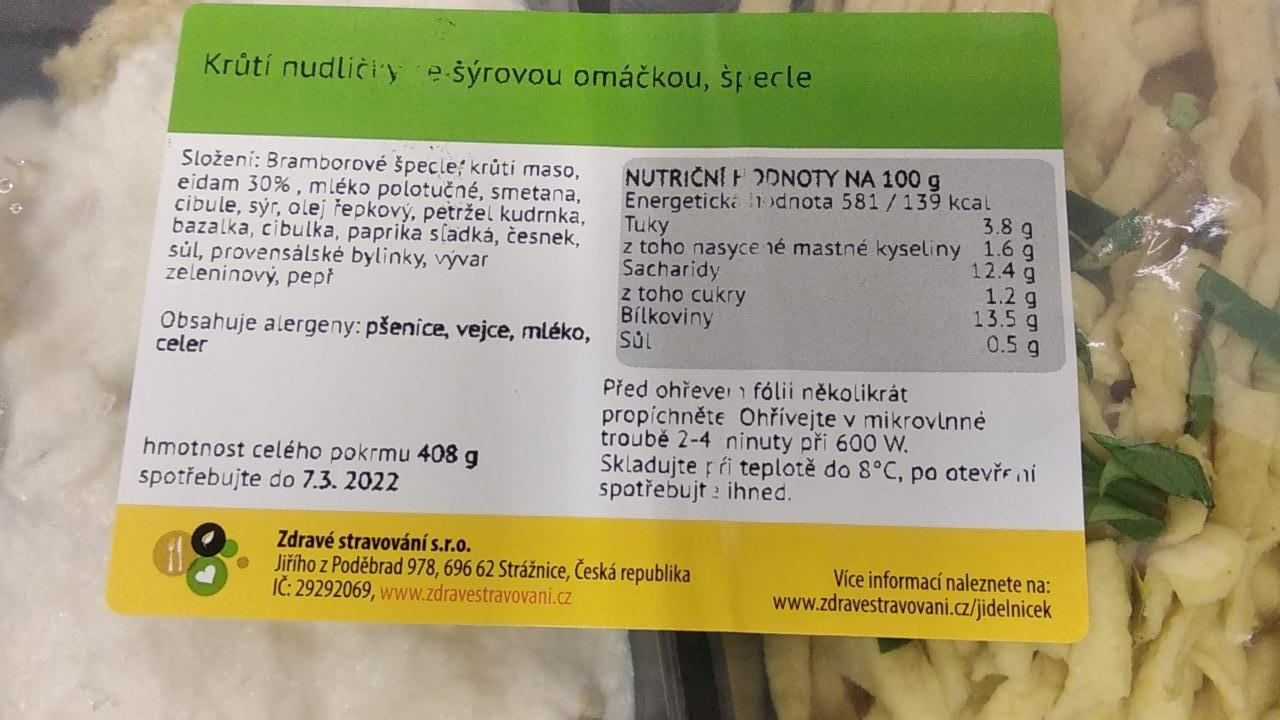 Krůtí nudličky se sýrovou omáčkou, špecle
Složení: Bramborové špecle, krůtí maso,
eidam 30% , mléko polotučné, smetana,
cibule, sýr, olej řepkový, petržel kudrnka,
bazalka, cibulka, paprika sladká, česnek,
sůl, provensálské bylinky, vývar
zeleninový, pepř
Obsahuje alergeny: pšenice, vejce, mléko,
celer
hmotnost celého pokrmu 408 g
spotřebujte do 7.3. 2022
NUTRIČNÍ HODNOTY NA 100 g
Energetická hodnota 581 / 139 kcal
Tuky 3.8 g
z toho nasycené mastné kyseliny 1.6 g
Sacharidy 12.4 g
z toho cukry 1.2 g
Bílkoviny 13.5 g
Sůl 0.5 g
Před ohřevem fólii několikrát
propíchněte Ohřívejte v mikrovlnné
troubě 2-4 minuty při 600 W.
Skladujte při teplotě do 8°C, po otevření
spotřebujte ihned.
Zdravé stravování s.r.o.
Jiřího z Poděbrad 978, 696 62 Strážnice, Česká republika
IČ: 29292069, www.zdravestravovani.cz
Více informací naleznete na:
www.zdravestravovani.cz/jidelnicek